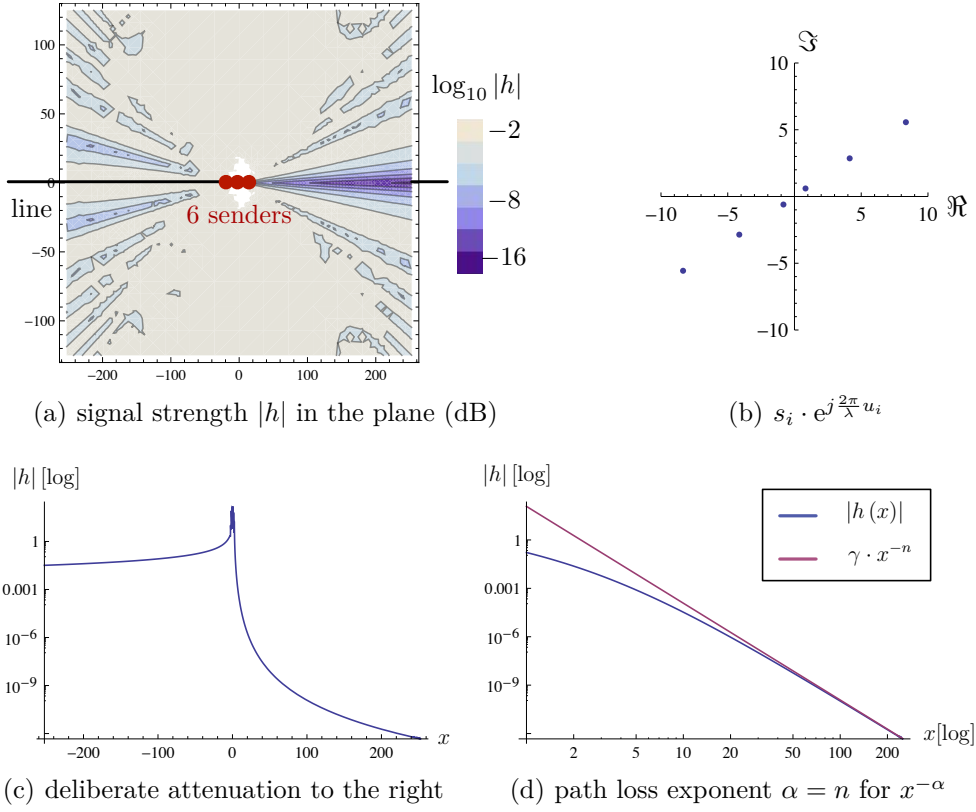 100
50
0
−50
−100
−200
−100
0
100
200
line
6 senders
log₁₀ |h|
−2
−8
−16
(a) signal strength |h| in the plane (dB)
ℑ
10
5
−10
−5
5
10
ℜ
−5
−10
(b) sᵢ · e^{j \frac{2π}{λ} uᵢ}
|h| [log]
1
0.001
10⁻⁶
10⁻⁹
−200
−100
0
100
200
x
(c) deliberate attenuation to the right
|h| [log]
|h (x)|
γ · x⁻ⁿ
1
0.001
10⁻⁶
10⁻⁹
2
5
10
20
50
100
200
x[log]
(d) path loss exponent α = n for x^{−α}